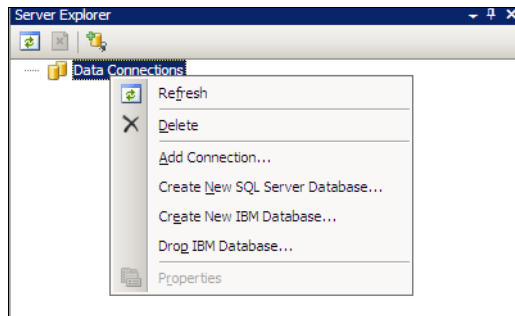 Server Explorer
Data Connections
Refresh
Delete
Add Connection...
Create New SQL Server Database...
Create New IBM Database...
Drop IBM Database...
Properties